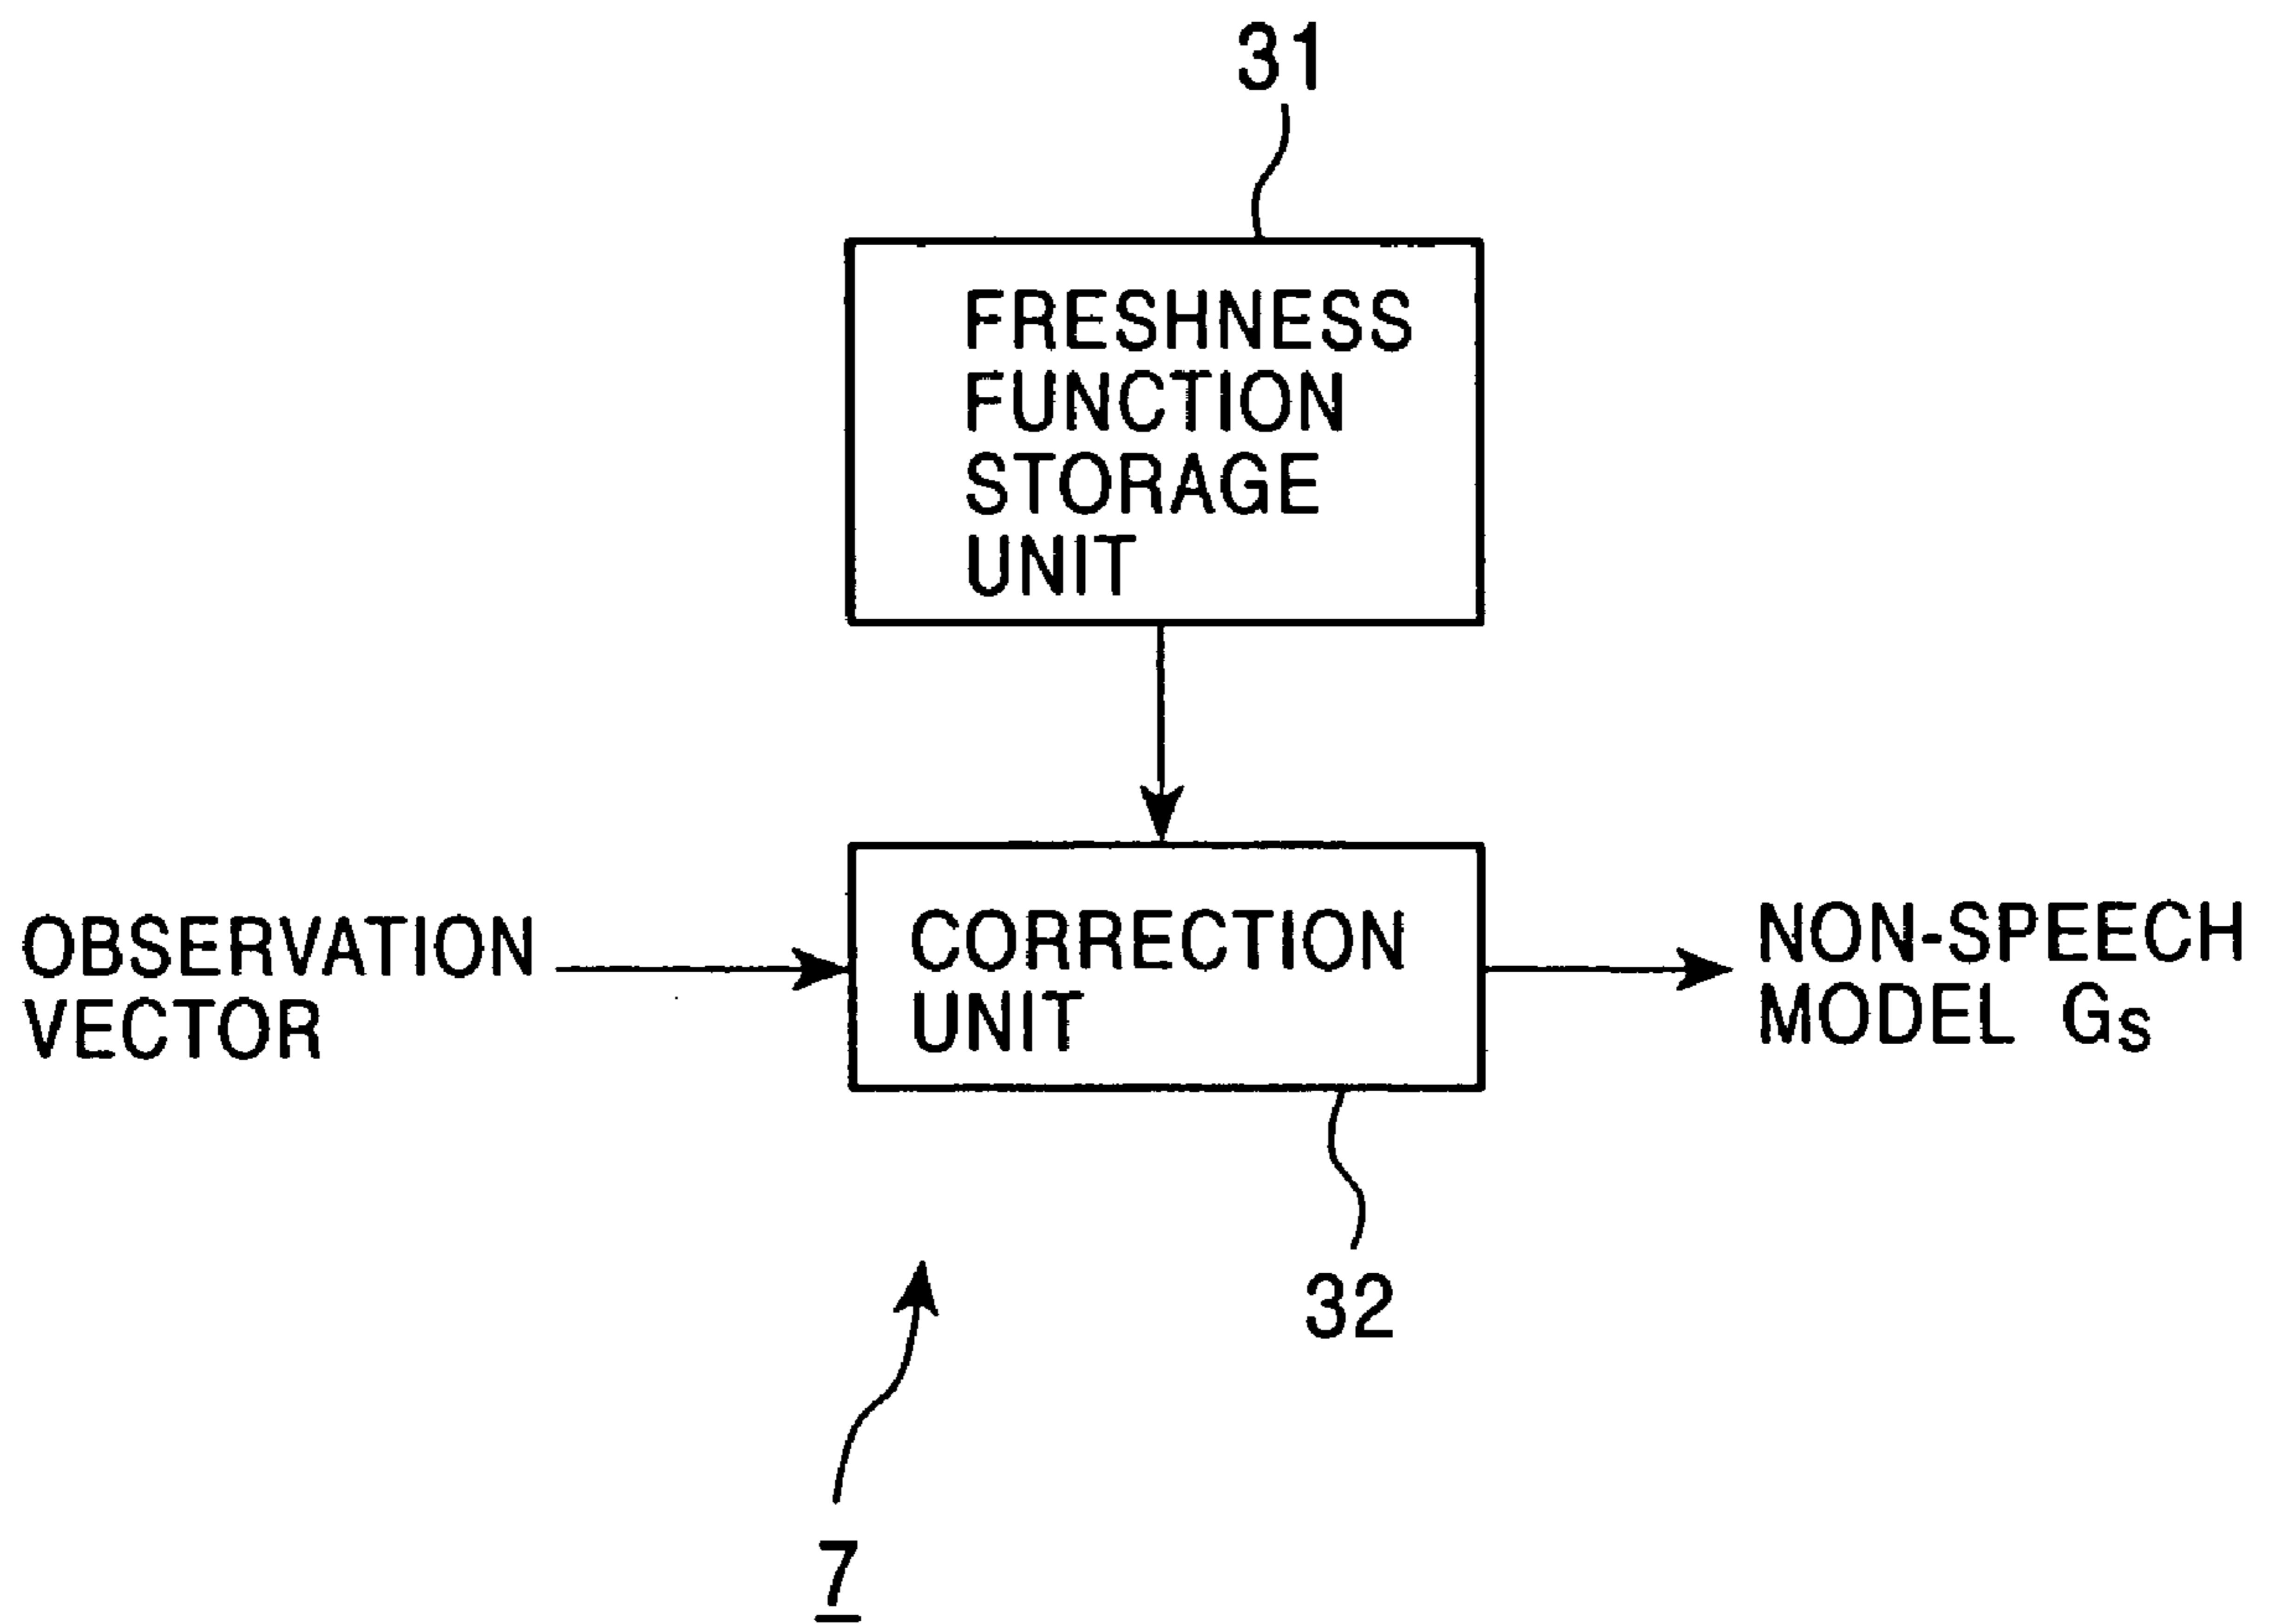 31
FRESHNESS
FUNCTION
STORAGE
UNIT
OBSERVATION
VECTOR
CORRECTION
UNIT
NON-SPEECH
MODEL Gs
32
7